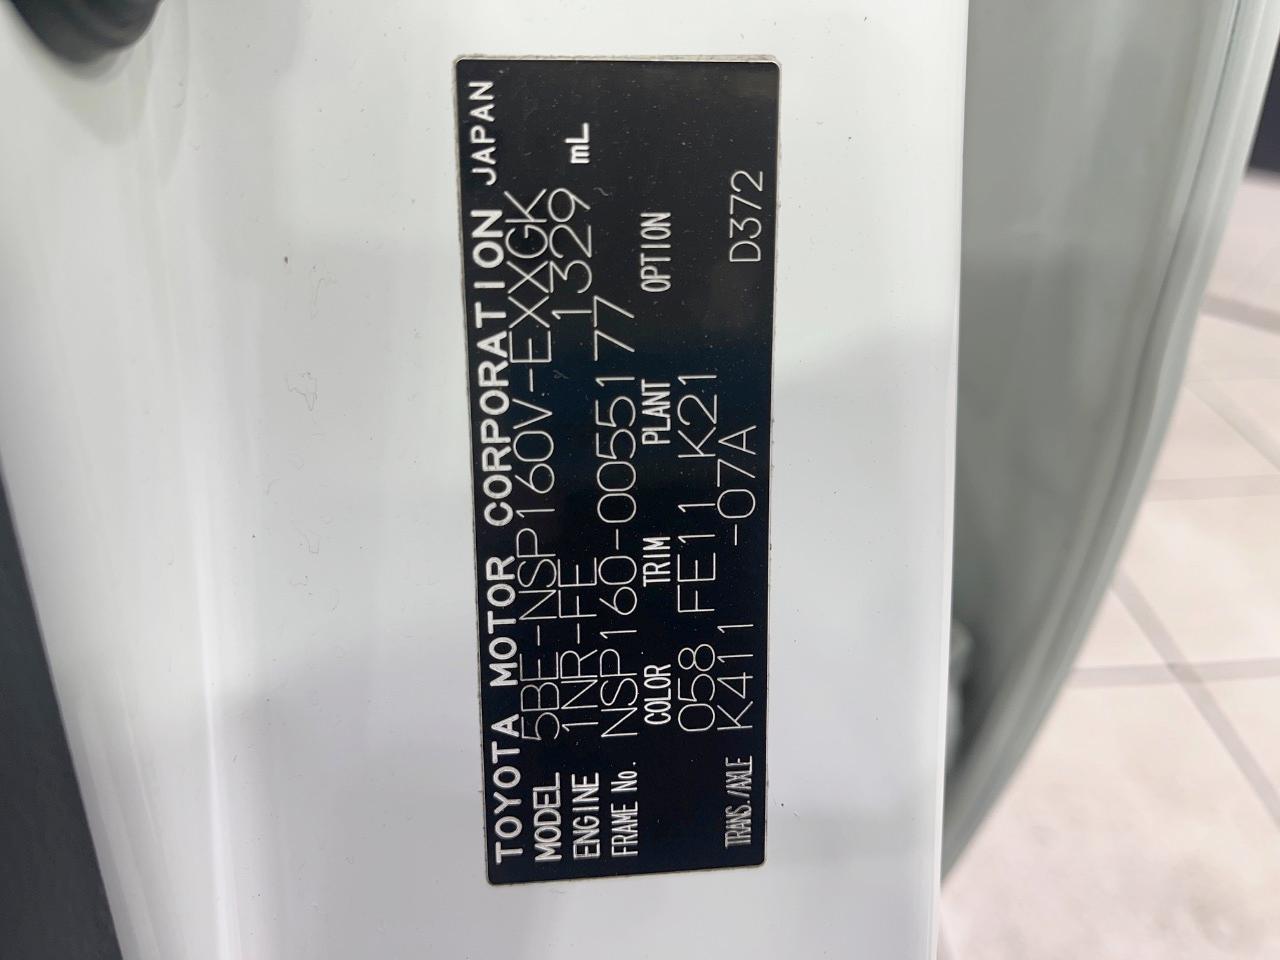 TOYOTA MOTOR CORPORATION JAPAN
MODEL 5BE-NSP160V-EXXGK
ENGINE 1NR-FE 1329 mL
FRAME No. NSP160-0055177
COLOR TRIM PLANT OPTION
058 FE11 K21
TRANS./AXLE K411 -07A D372